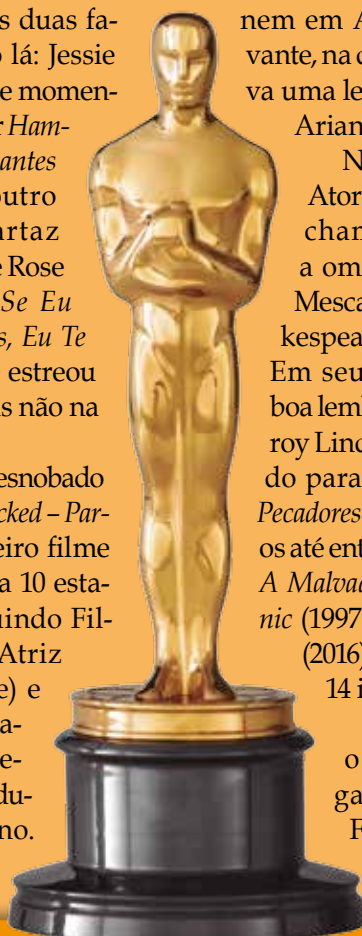 s duas fa-
o lá: Jessie
e momen-
r Ham-
antes
outro
artaz
e Rose
Se Eu
s, Eu Te
estreou
is não na
esnobado
cked – Par-
eiro filme
a 10 esta-
uindo Fil-
Atriz
e) e
a-
e-
du-
no.
nem em A
vante, na c
va uma le
Arian
N
Ator
chan
a om
Mesca
kespea
Em seu
boa lemb
roy Lind
do para
Pecadores
os até ent
A Malvad
nic (1997
(2016)
14 i
o
ga
F